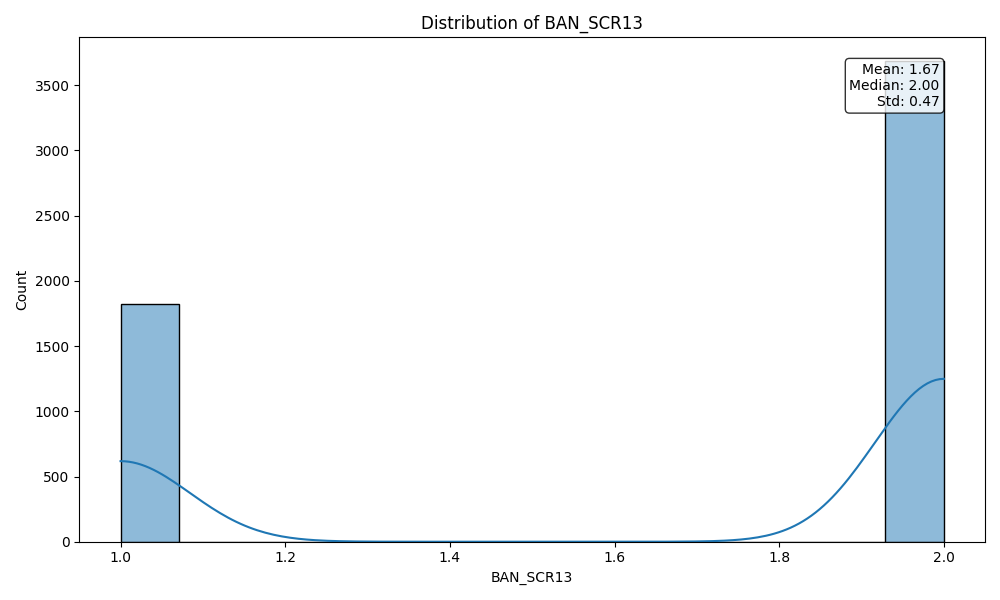 Distribution of BAN_SCR13
Mean: 1.67
Median: 2.00
Std: 0.47
3500
3000
2500
2000
1500
1000
500
0
Count
1.0 1.2 1.4 1.6 1.8 2.0
BAN_SCR13